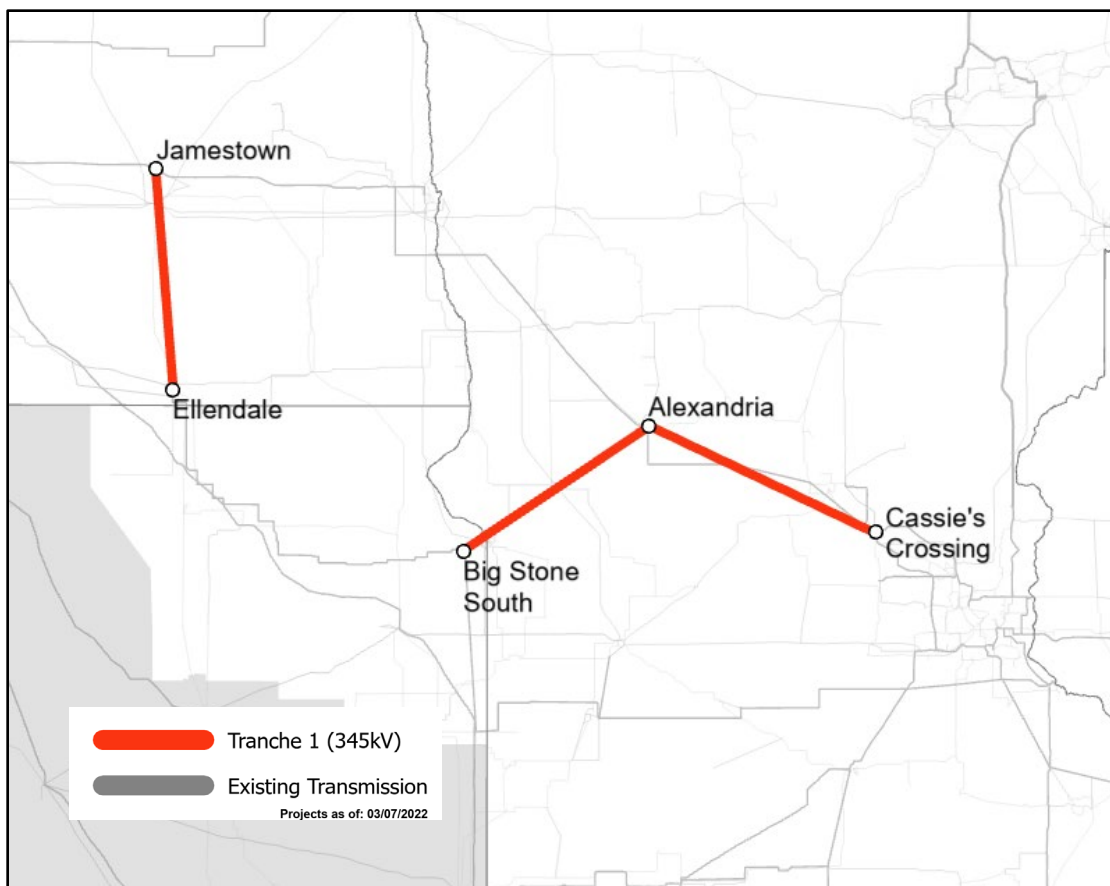 Jamestown
Ellendale
Alexandria
Cassie's
Crossing
Big Stone
South
Tranche 1 (345kV)
Existing Transmission
Projects as of: 03/07/2022